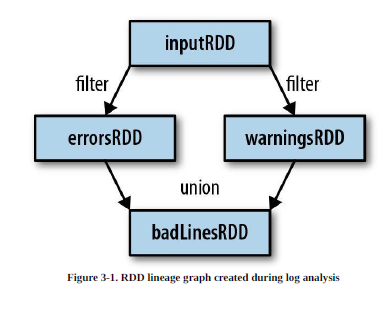 inputRDD
filter filter
errorsRDD warningsRDD
union
badLinesRDD
Figure 3-1. RDD lineage graph created during log analysis